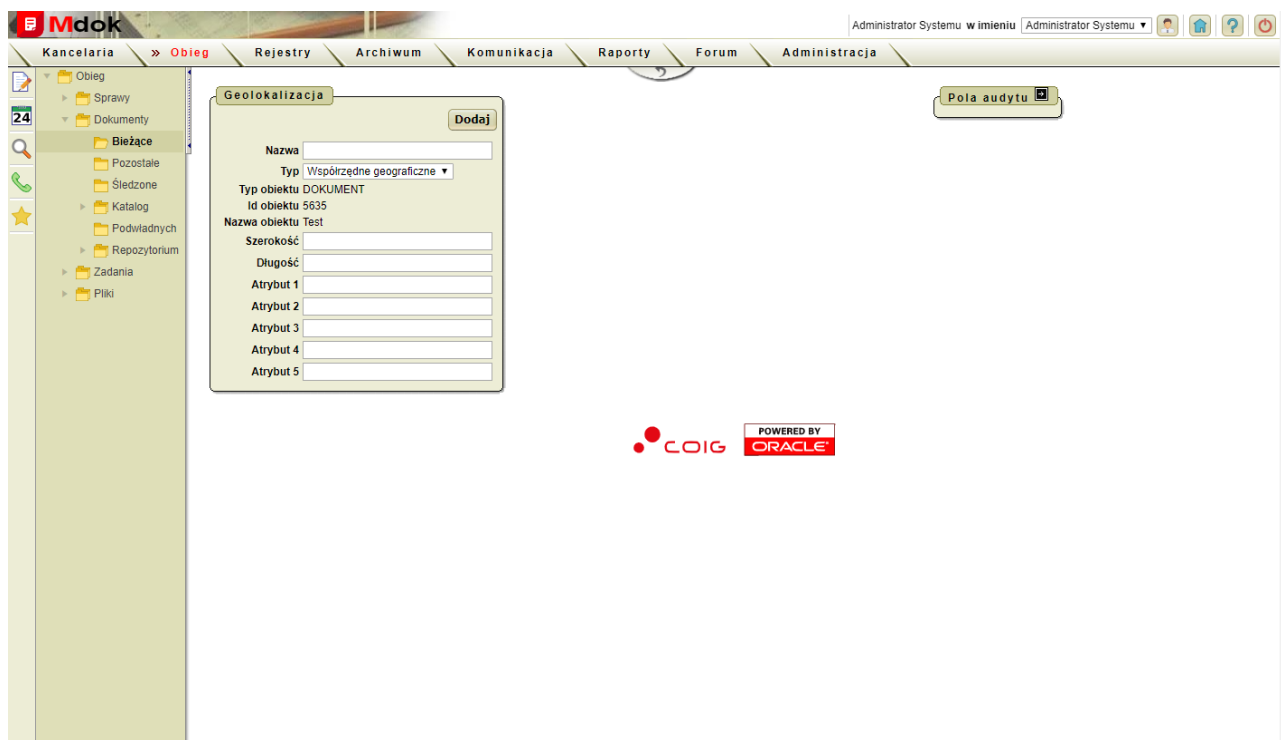 Mdok
Administrator Systemu w imieniu Administrator Systemu
Kancelaria » Obieg Rejestry Archiwum Komunikacja Raporty Forum Administracja
Obieg
Sprawy
24
Dokumenty
Bieżące
Pozostałe
Śledzone
Katalog
Podwładnych
Repozytorium
Zadania
Pliki
Geolokalizacja
Dodaj
Nazwa
Typ Współrzędne geograficzne
Typ obiektu DOKUMENT
Id obiektu 5635
Nazwa obiektu Test
Szerokość
Długość
Atrybut 1
Atrybut 2
Atrybut 3
Atrybut 4
Atrybut 5
Pola audytu
COIG
POWERED BY
ORACLE